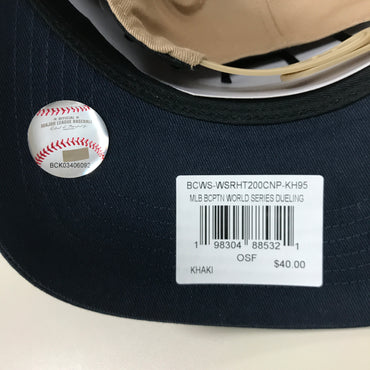 OFFICIAL
MAJOR LEAGUE BASEBALL
BCK03406092
BCWS-WSRHT200CNP-KH95
MLB BCPTN WORLD SERIES DUELING
1 98304 88532 1
OSF
$40.00
KHAKI